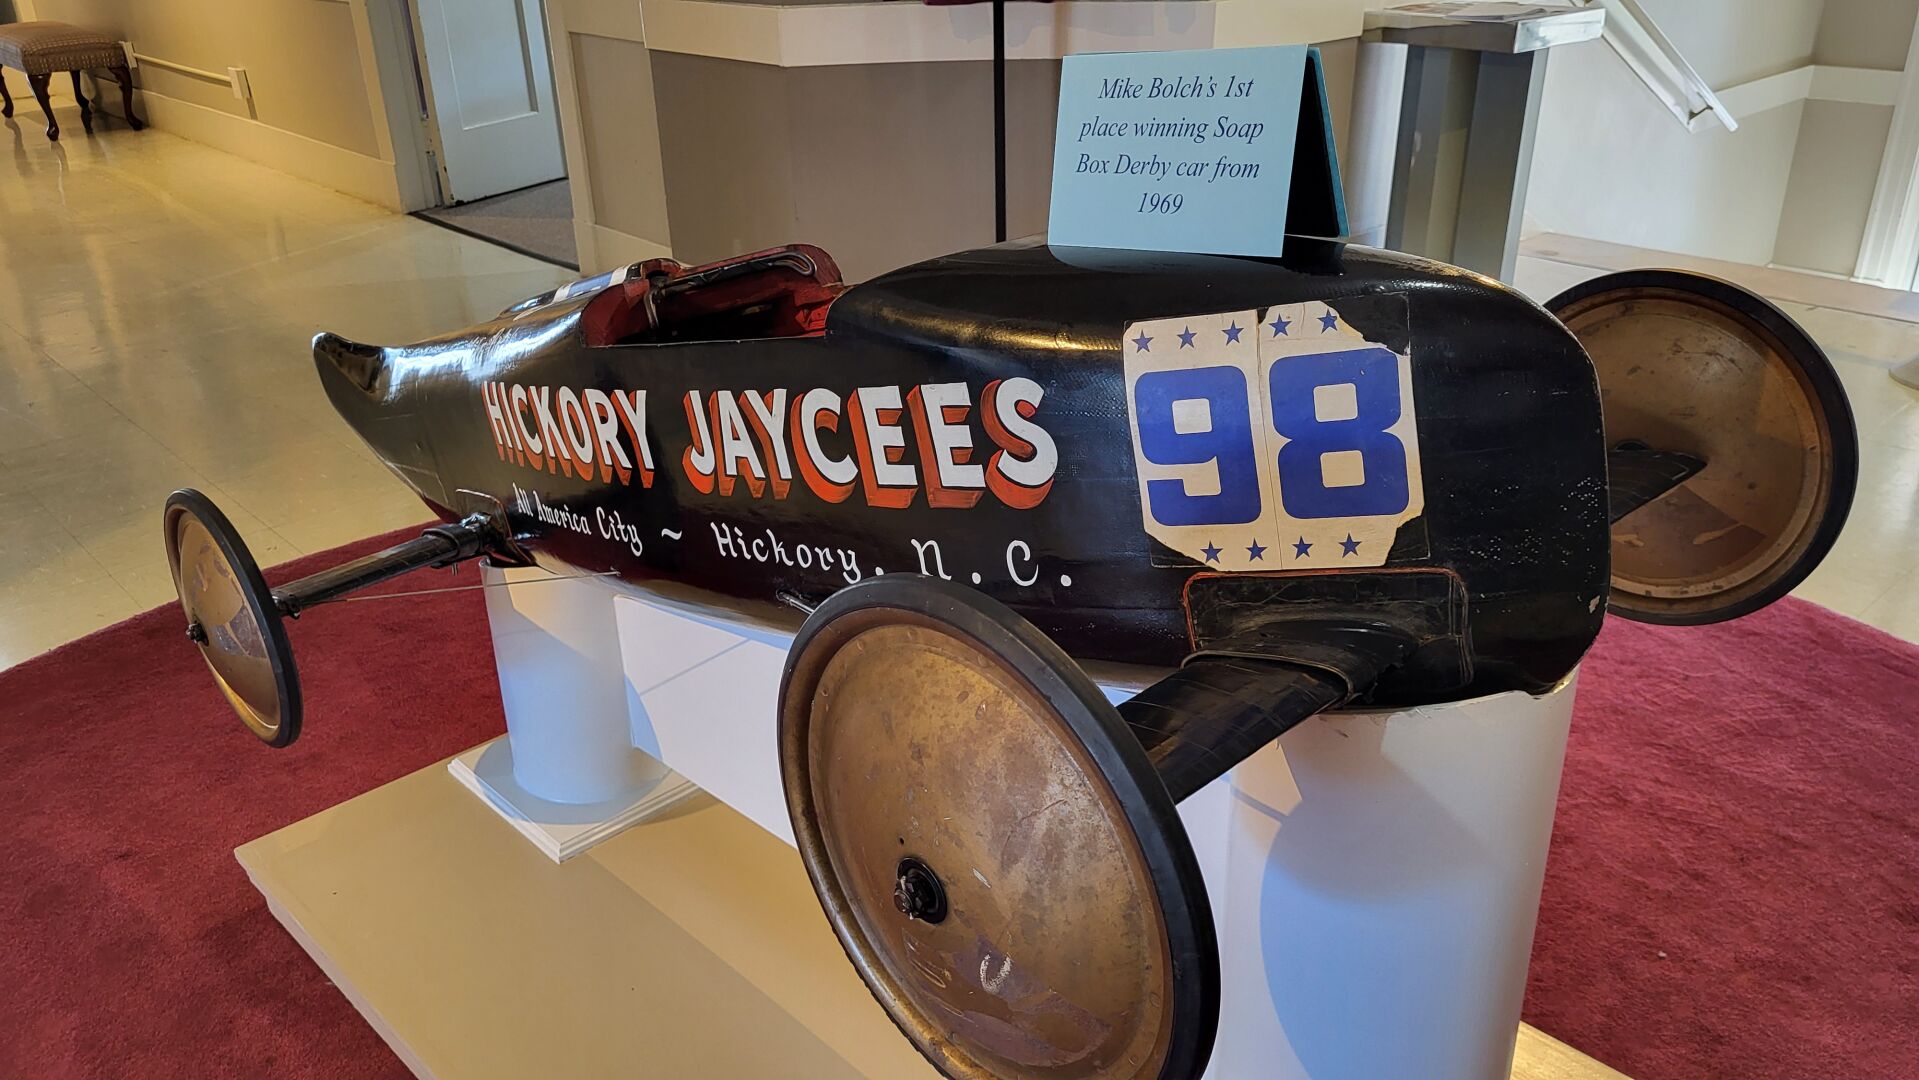 Mike Bolch's 1st
place winning Soap
Box Derby car from
1969
HICKORY JAYCEES
98
All America City ~ Hickory, N. C.